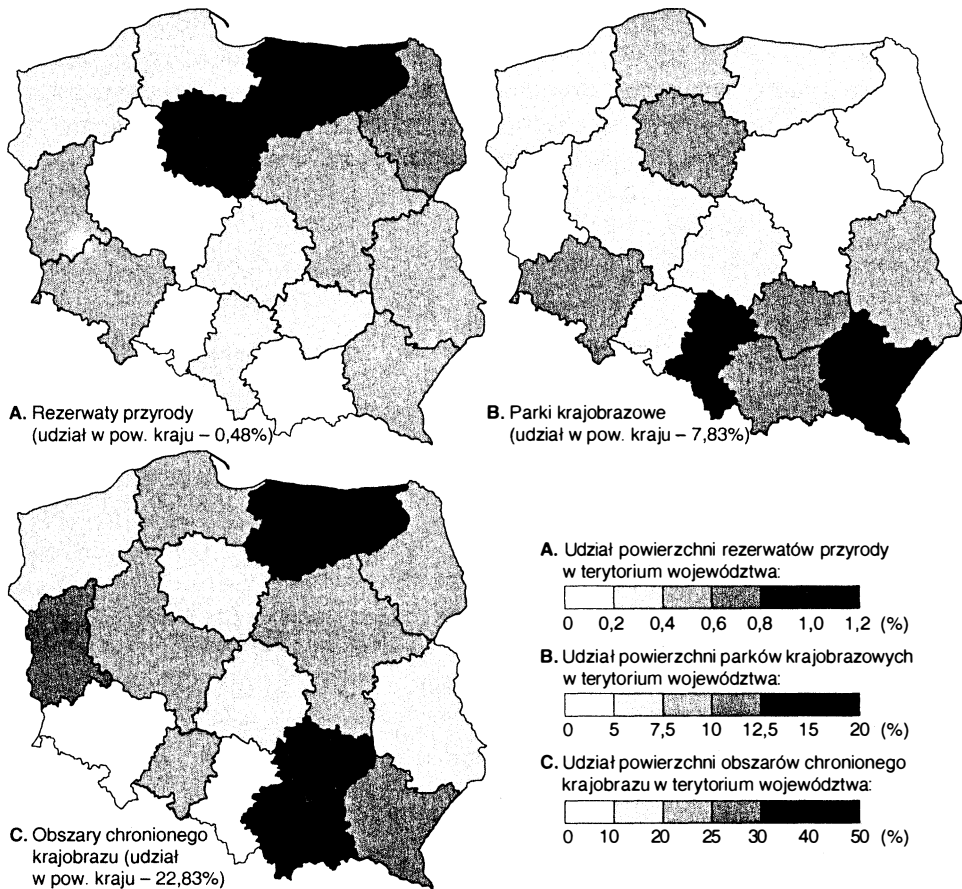 A. Rezerwaty przyrody
(udział w pow. kraju – 0,48%)
B. Parki krajobrazowe
(udział w pow. kraju – 7,83%)
C. Obszary chronionego
krajobrazu (udział
w pow. kraju – 22,83%)
A. Udział powierzchni rezerwatów przyrody
w terytorium województwa:
0 0,2 0,4 0,6 0,8 1,0 1,2 (%)
B. Udział powierzchni parków krajobrazowych
w terytorium województwa:
0 5 7,5 10 12,5 15 20 (%)
C. Udział powierzchni obszarów chronionego
krajobrazu w terytorium województwa:
0 10 20 25 30 40 50 (%)